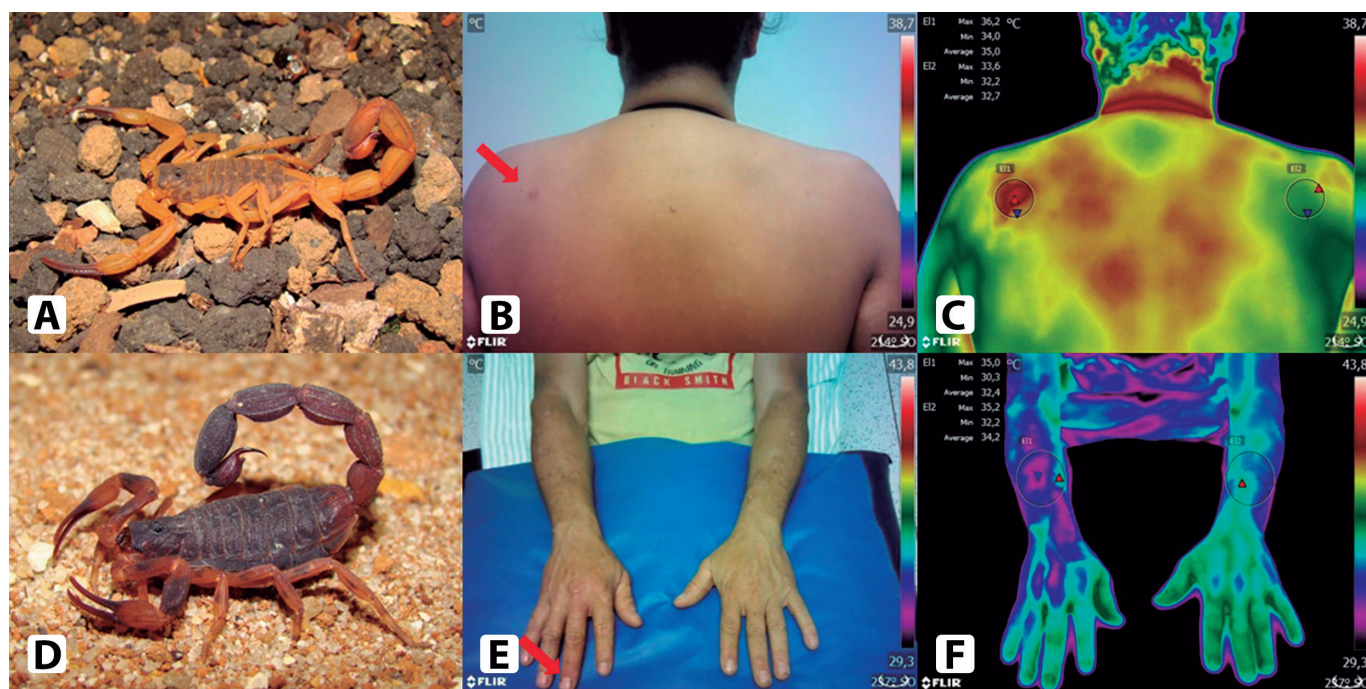 A
°C
38,7
24,9
B
FLIR
El1 Max 36,2 °C
Min 34,0
Average 35,0
El2 Max 33,6
Min 32,2
Average 32,7
38,7
El1
El2
24,9
C
FLIR
D
°C
43,8
BLACK SMITH
29,3
E
FLIR
El1 Max 35,0 °C
Min 30,3
Average 32,4
El2 Max 35,2
Min 32,2
Average 34,2
43,8
El1
El2
29,3
F
FLIR